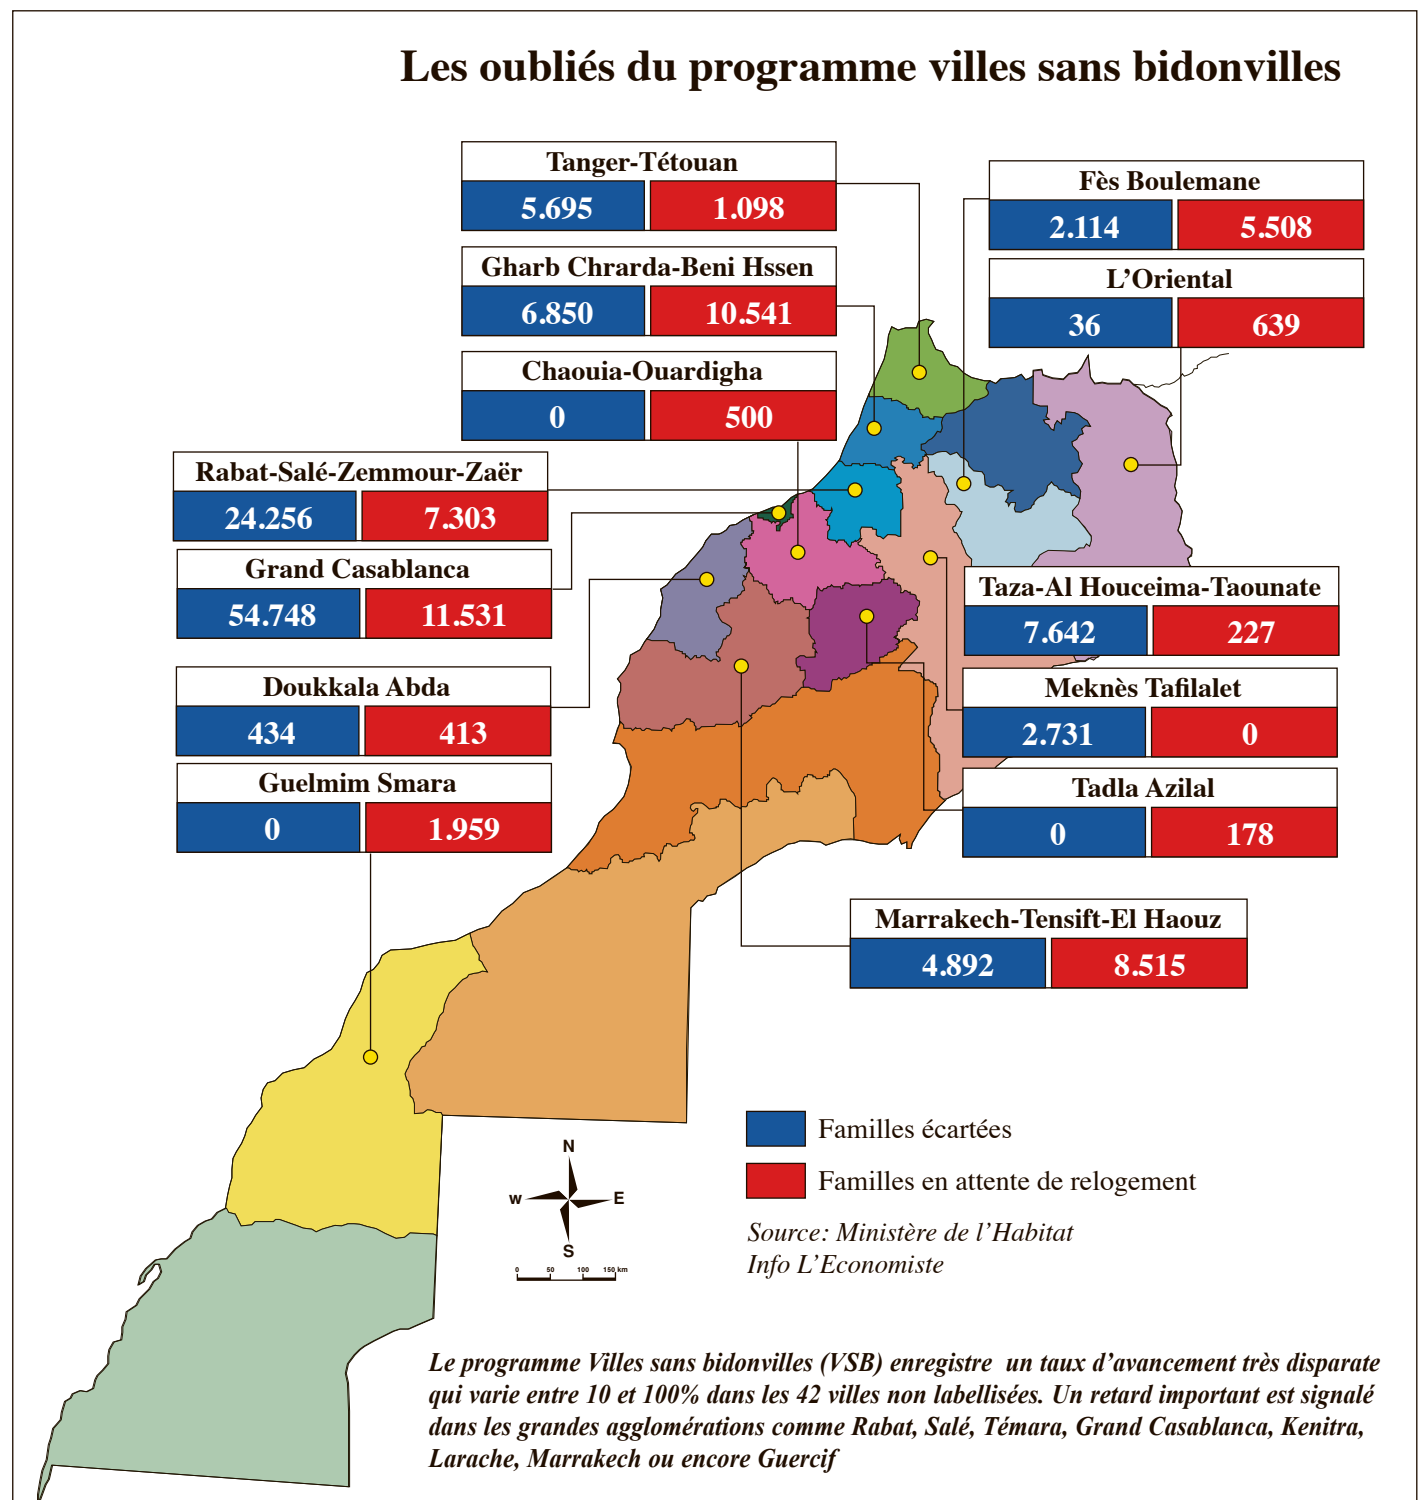 Les oubliés du programme villes sans bidonvilles
Tanger-Tétouan
5.695 1.098
Fès Boulemane
2.114 5.508
Gharb Chrarda-Beni Hssen
6.850 10.541
L'Oriental
36 639
Chaouia-Ouardigha
0 500
Rabat-Salé-Zemmour-Zaër
24.256 7.303
Grand Casablanca
54.748 11.531
Taza-Al Houceima-Taounate
7.642 227
Doukkala Abda
434 413
Meknès Tafilalet
2.731 0
Guelmim Smara
0 1.959
Tadla Azilal
0 178
Marrakech-Tensift-El Haouz
4.892 8.515
Familles écartées
Familles en attente de relogement
Source: Ministère de l'Habitat
Info L'Economiste
N
w E
S
0 50 100 150 km
Le programme Villes sans bidonvilles (VSB) enregistre un taux d'avancement très disparate
qui varie entre 10 et 100% dans les 42 villes non labellisées. Un retard important est signalé
dans les grandes agglomérations comme Rabat, Salé, Témara, Grand Casablanca, Kenitra,
Larache, Marrakech ou encore Guercif